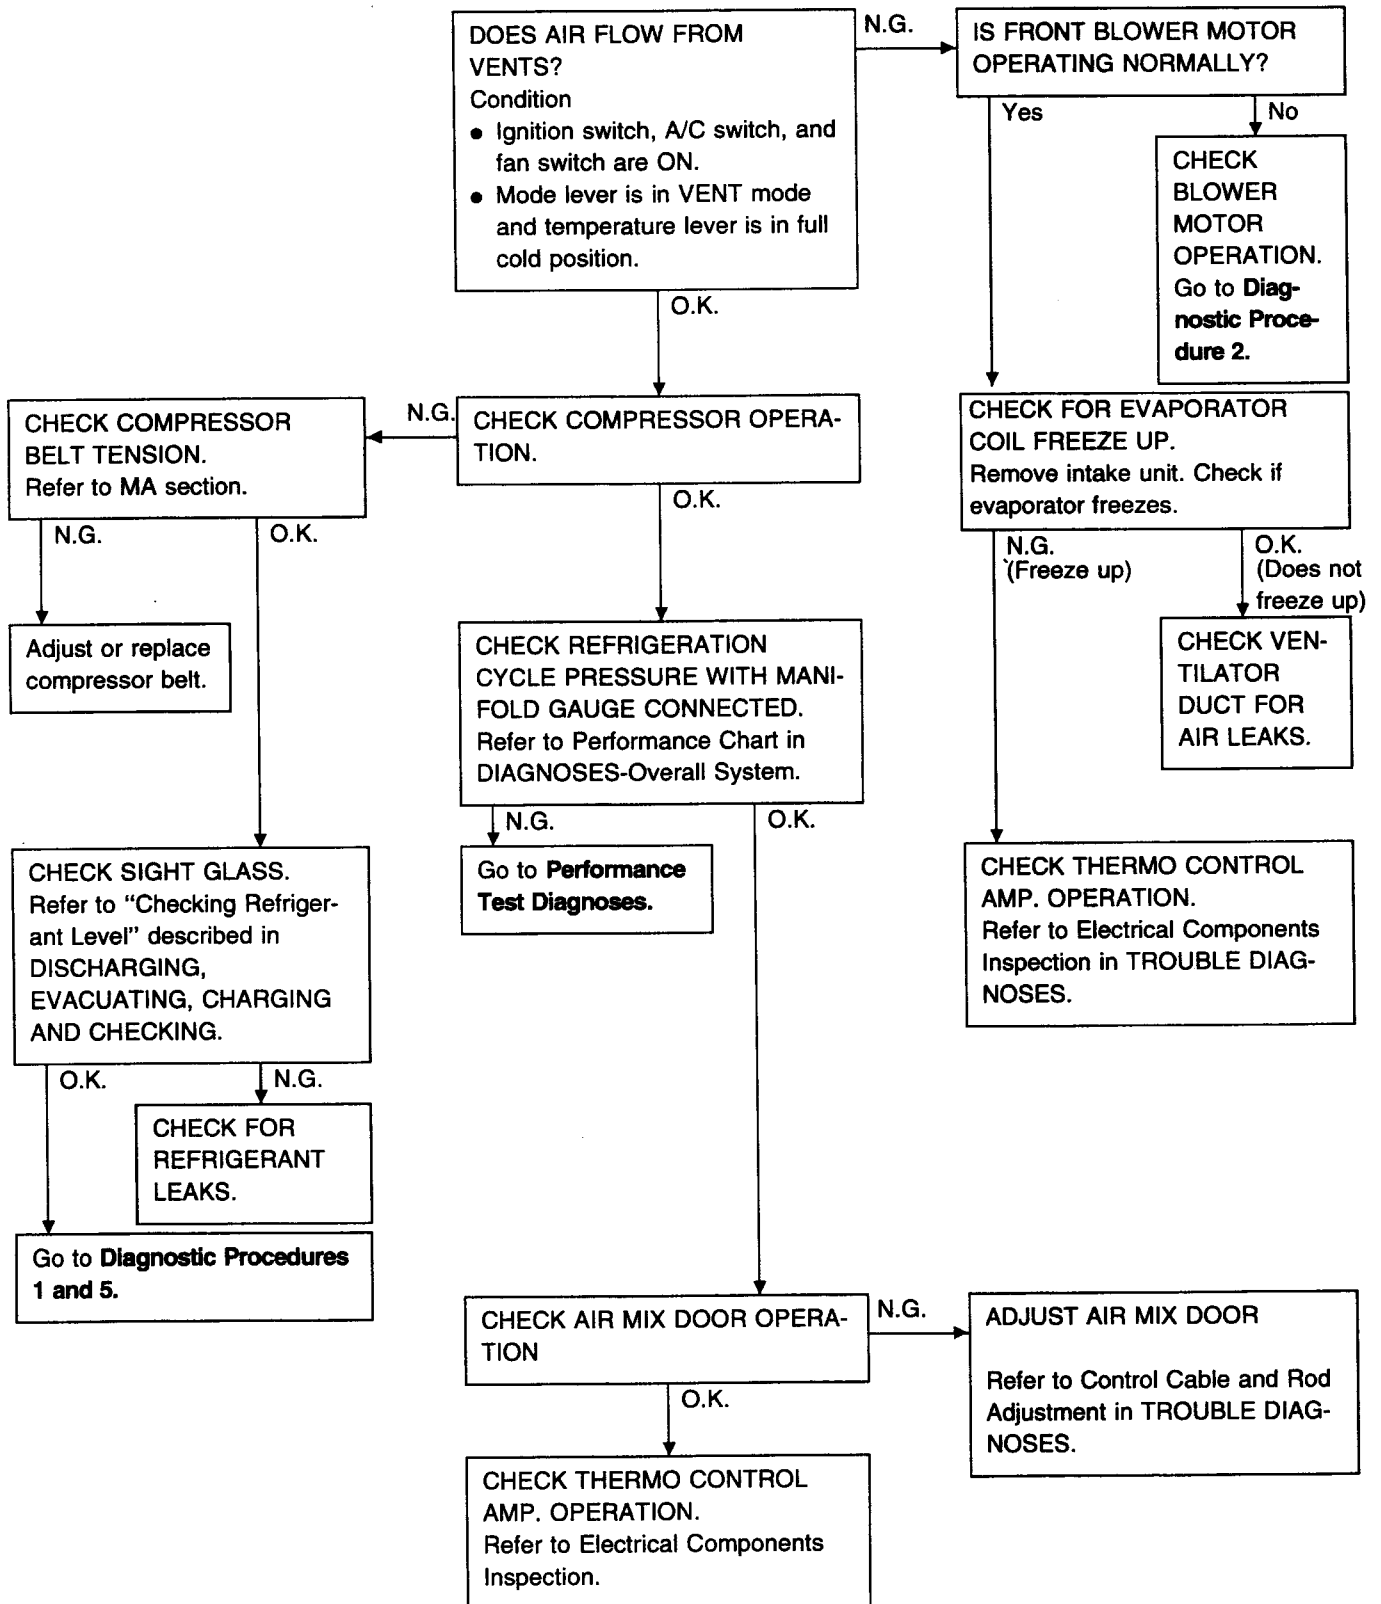 DOES AIR FLOW FROM
VENTS?
Condition
● Ignition switch, A/C switch, and
fan switch are ON.
● Mode lever is in VENT mode
and temperature lever is in full
cold position.
N.G.
IS FRONT BLOWER MOTOR
OPERATING NORMALLY?
Yes
No
CHECK
BLOWER
MOTOR
OPERATION.
Go to Diag-
nostic Proce-
dure 2.
O.K.
CHECK COMPRESSOR
BELT TENSION.
Refer to MA section.
N.G.
CHECK COMPRESSOR OPERA-
TION.
CHECK FOR EVAPORATOR
COIL FREEZE UP.
Remove intake unit. Check if
evaporator freezes.
N.G.
O.K.
O.K.
N.G.
(Freeze up)
O.K.
(Does not
freeze up)
Adjust or replace
compressor belt.
CHECK REFRIGERATION
CYCLE PRESSURE WITH MANI-
FOLD GAUGE CONNECTED.
Refer to Performance Chart in
DIAGNOSES-Overall System.
CHECK VEN-
TILATOR
DUCT FOR
AIR LEAKS.
N.G.
O.K.
CHECK SIGHT GLASS.
Refer to “Checking Refriger-
ant Level” described in
DISCHARGING,
EVACUATING, CHARGING
AND CHECKING.
Go to Performance
Test Diagnoses.
CHECK THERMO CONTROL
AMP. OPERATION.
Refer to Electrical Components
Inspection in TROUBLE DIAG-
NOSES.
O.K.
N.G.
CHECK FOR
REFRIGERANT
LEAKS.
Go to Diagnostic Procedures
1 and 5.
CHECK AIR MIX DOOR OPERA-
TION
N.G.
ADJUST AIR MIX DOOR
Refer to Control Cable and Rod
Adjustment in TROUBLE DIAG-
NOSES.
O.K.
CHECK THERMO CONTROL
AMP. OPERATION.
Refer to Electrical Components
Inspection.